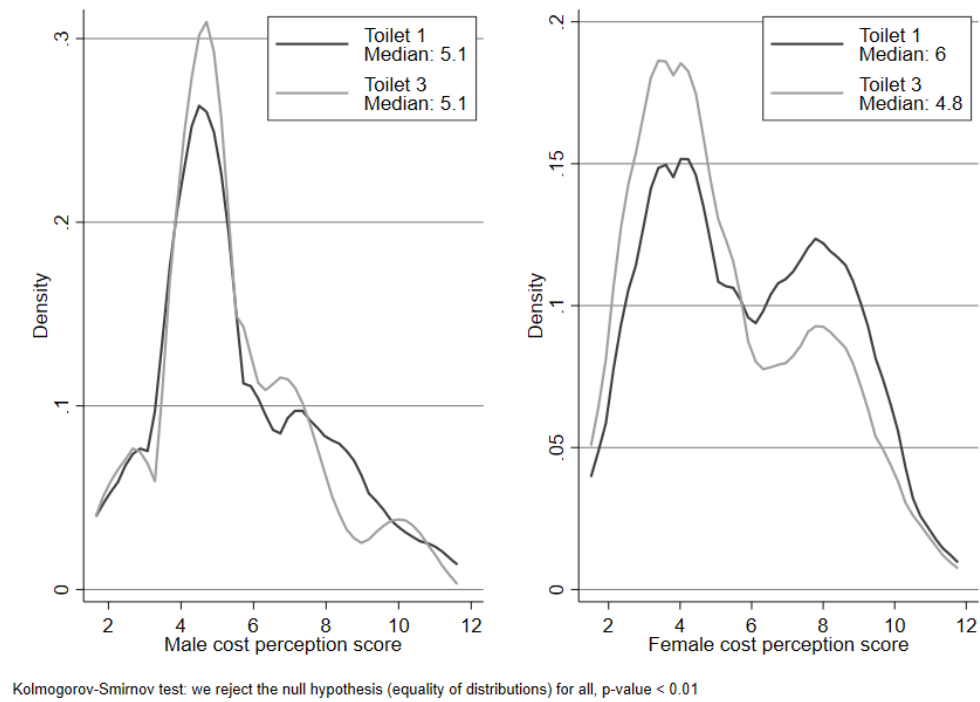 Toilet 1
Median: 5.1
Toilet 3
Median: 5.1
Density
0 .1 .2 .3
2 4 6 8 10 12
Male cost perception score
Toilet 1
Median: 6
Toilet 3
Median: 4.8
Density
0 .05 .1 .15 .2
2 4 6 8 10 12
Female cost perception score
Kolmogorov-Smirnov test: we reject the null hypothesis (equality of distributions) for all, p-value < 0.01